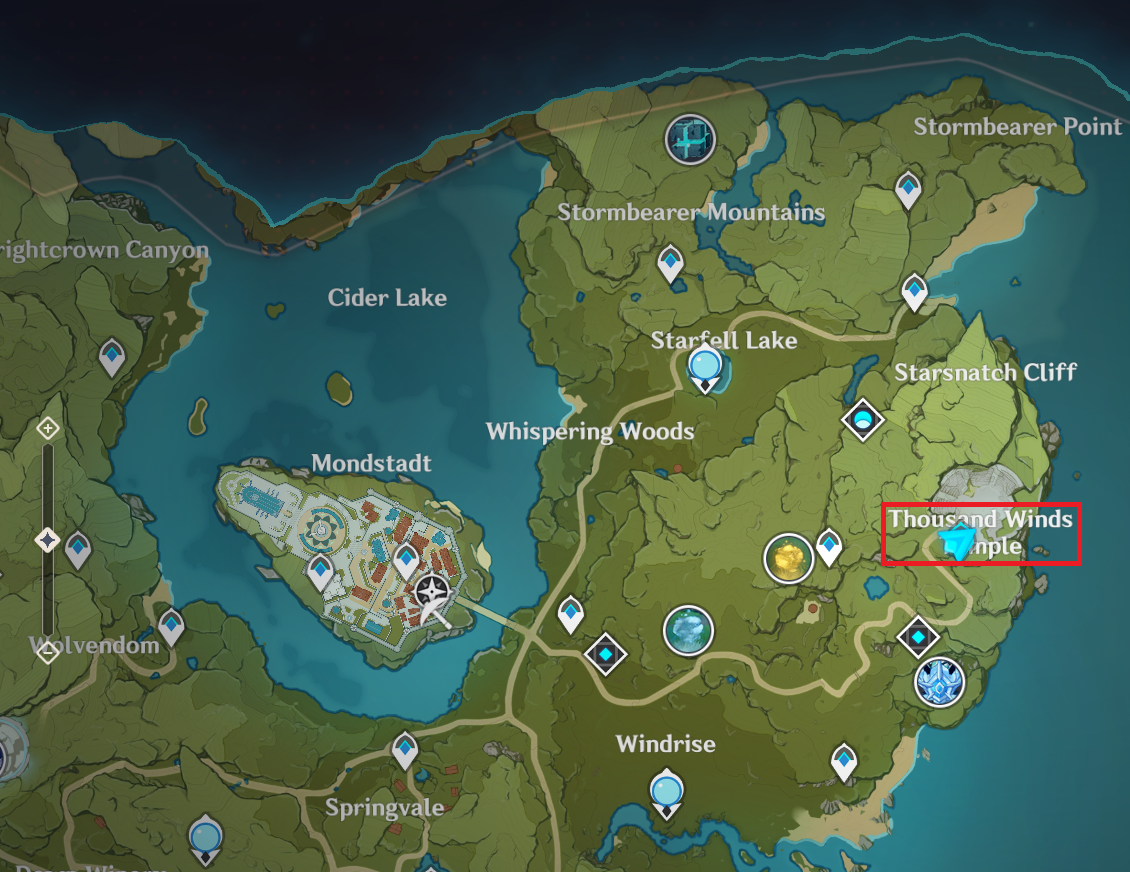 Stormbearer Point
Stormbearer Mountains
rightcrown Canyon
Cider Lake
Starfell Lake
Starsnatch Cliff
Whispering Woods
Mondstadt
Thousand Winds
Wolvendom
Windrise
Springvale